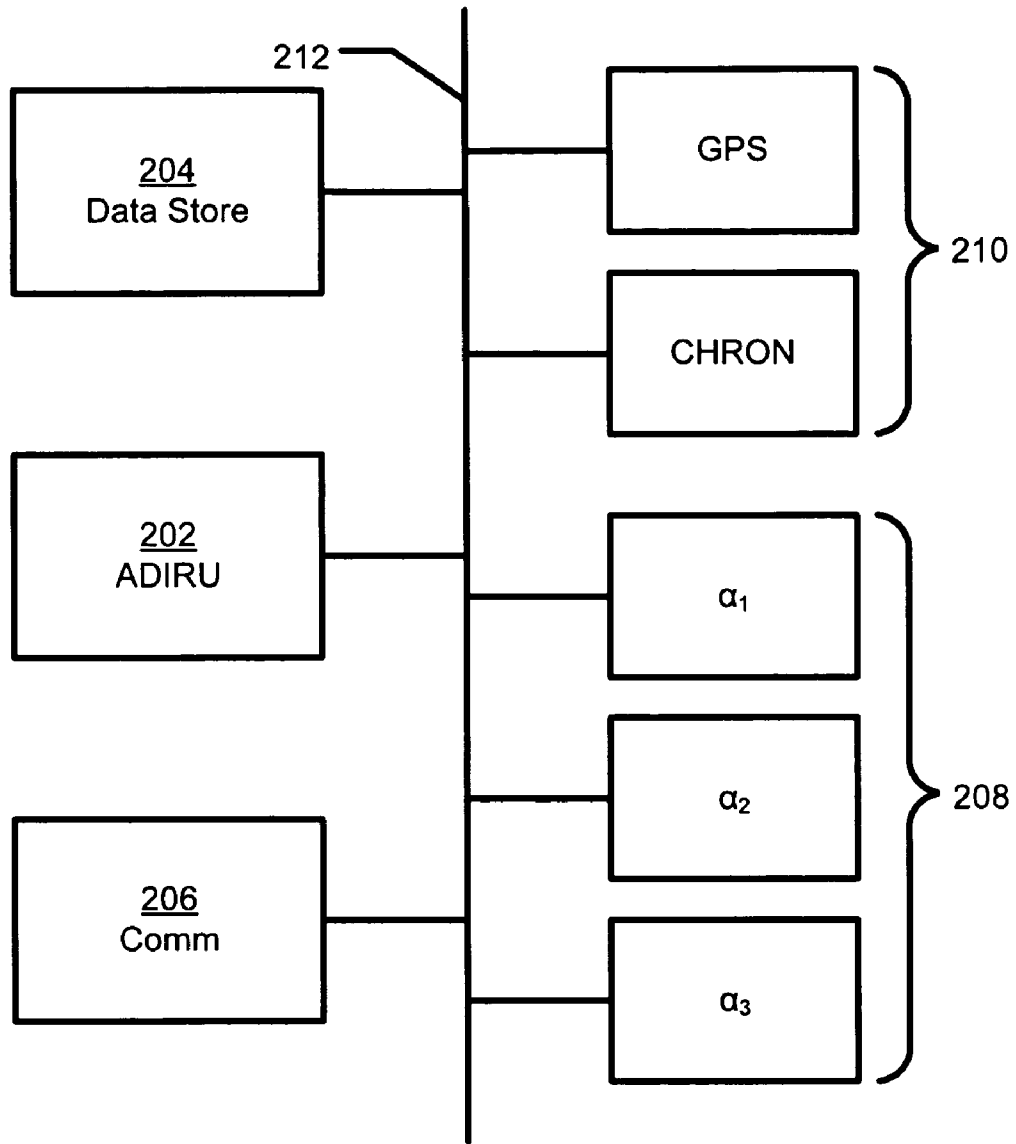 212
204
Data Store
GPS
210
CHRON
202
ADIRU
α₁
α₂
208
206
Comm
α₃